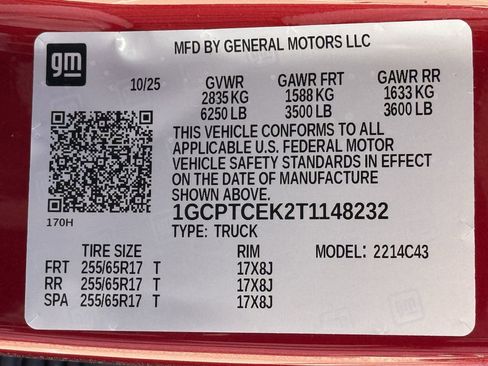 gm
MFD BY GENERAL MOTORS LLC
10/25 GVWR GAWR FRT GAWR RR
2835 KG 1588 KG 1633 KG
6250 LB 3500 LB 3600 LB
THIS VEHICLE CONFORMS TO ALL
APPLICABLE U.S. FEDERAL MOTOR
VEHICLE SAFETY STANDARDS IN EFFECT
ON THE DATE OF MANUFACTURE
SHOWN ABOVE.
170H
1GCPTCEK2T1148232
TYPE: TRUCK
TIRE SIZE RIM MODEL: 2214C43
FRT 255/65R17 T 17X8J
RR 255/65R17 T 17X8J
SPA 255/65R17 T 17X8J